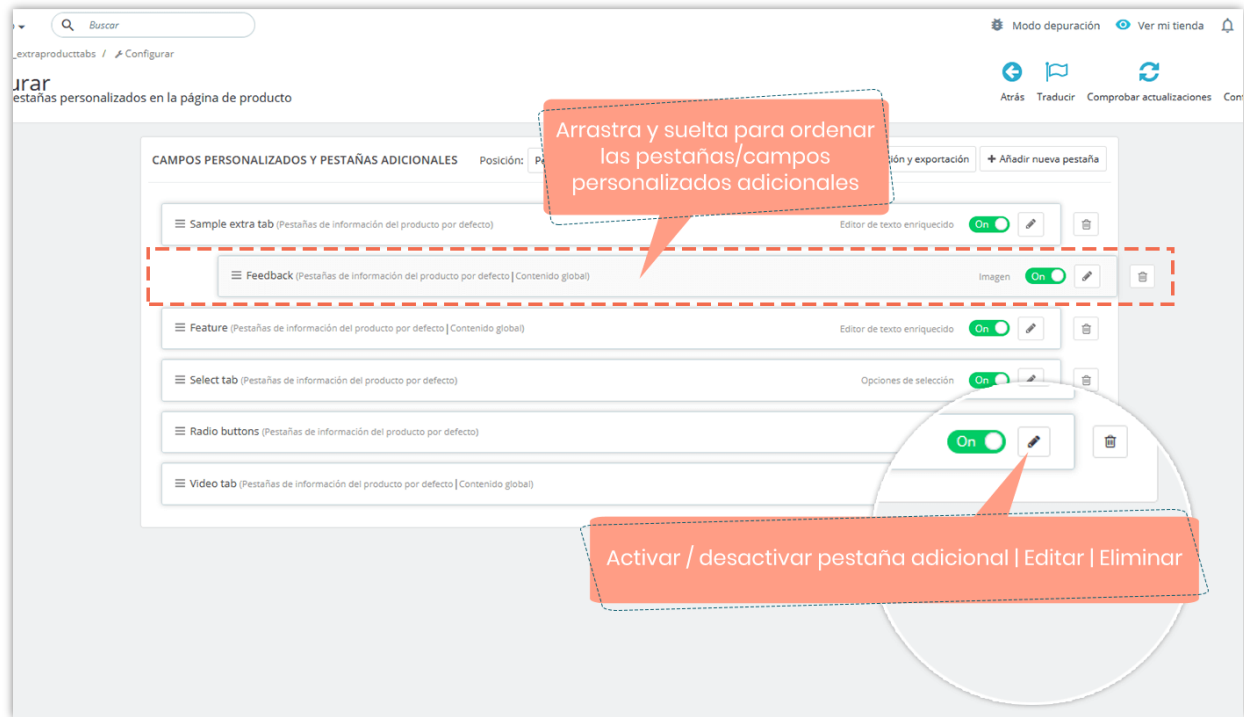 Buscar
Modo depuración
Ver mi tienda
_extraproducttabs / Configurar
urar
estañas personalizados en la página de producto
Atrás Traducir Comprobar actualizaciones
Arrastra y suelta para ordenar
las pestañas/campos
personalizados adicionales
CAMPOS PERSONALIZADOS Y PESTAÑAS ADICIONALES Posición:
y exportación
+ Añadir nueva pestaña
Sample extra tab (Pestañas de información del producto por defecto) Editor de texto enriquecido On
Feedback (Pestañas de información del producto por defecto|Contenido global) Imagen On
Feature (Pestañas de información del producto por defecto|Contenido global) Editor de texto enriquecido On
Select tab (Pestañas de información del producto por defecto) Opciones de selección On
Radio buttons (Pestañas de información del producto por defecto) On
Video tab (Pestañas de información del producto por defecto|Contenido global)
Activar / desactivar pestaña adicional | Editar | Eliminar